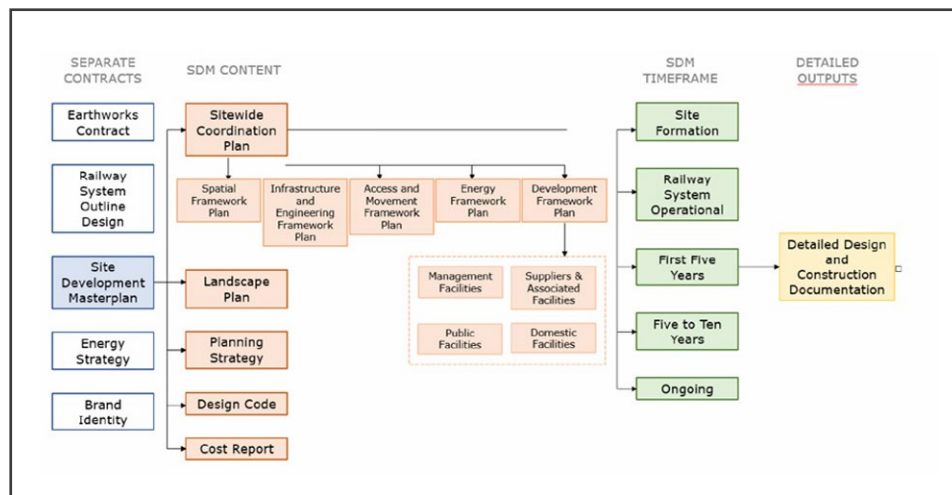 SEPARATE
CONTRACTS
SDM CONTENT
SDM
TIMEFRAME
DETAILED
OUTPUTS
Earthworks
Contract
Railway
System
Outline
Design
Site
Development
Masterplan
Energy
Strategy
Brand
Identity
Sitewide
Coordination
Plan
Spatial
Framework
Plan
Infrastructure
and
Engineering
Framework
Plan
Access and
Movement
Framework
Plan
Energy
Framework
Plan
Development
Framework
Plan
Management
Facilities
Suppliers &
Associated
Facilities
Public
Facilities
Domestic
Facilities
Landscape
Plan
Planning
Strategy
Design Code
Cost Report
Site
Formation
Railway
System
Operational
First Five
Years
Five to Ten
Years
Ongoing
Detailed Design
and
Construction
Documentation